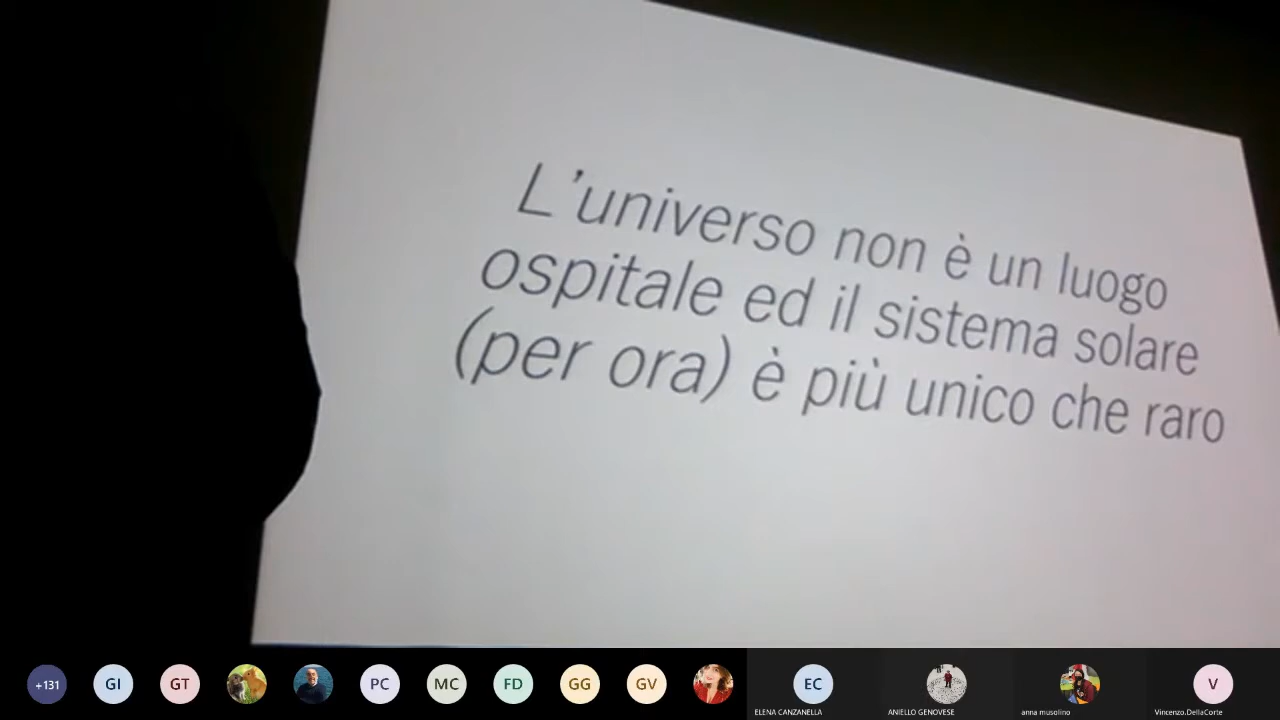 L'universo non è un luogo
ospitale ed il sistema solare
(per ora) è più unico che raro
+131
GI
GT
PC
MC
FD
GG
GV
EC
V
ELENA CANZANELLA
ANIELLO GENOVESE
anna musolino
Vincenzo.DellaCorte